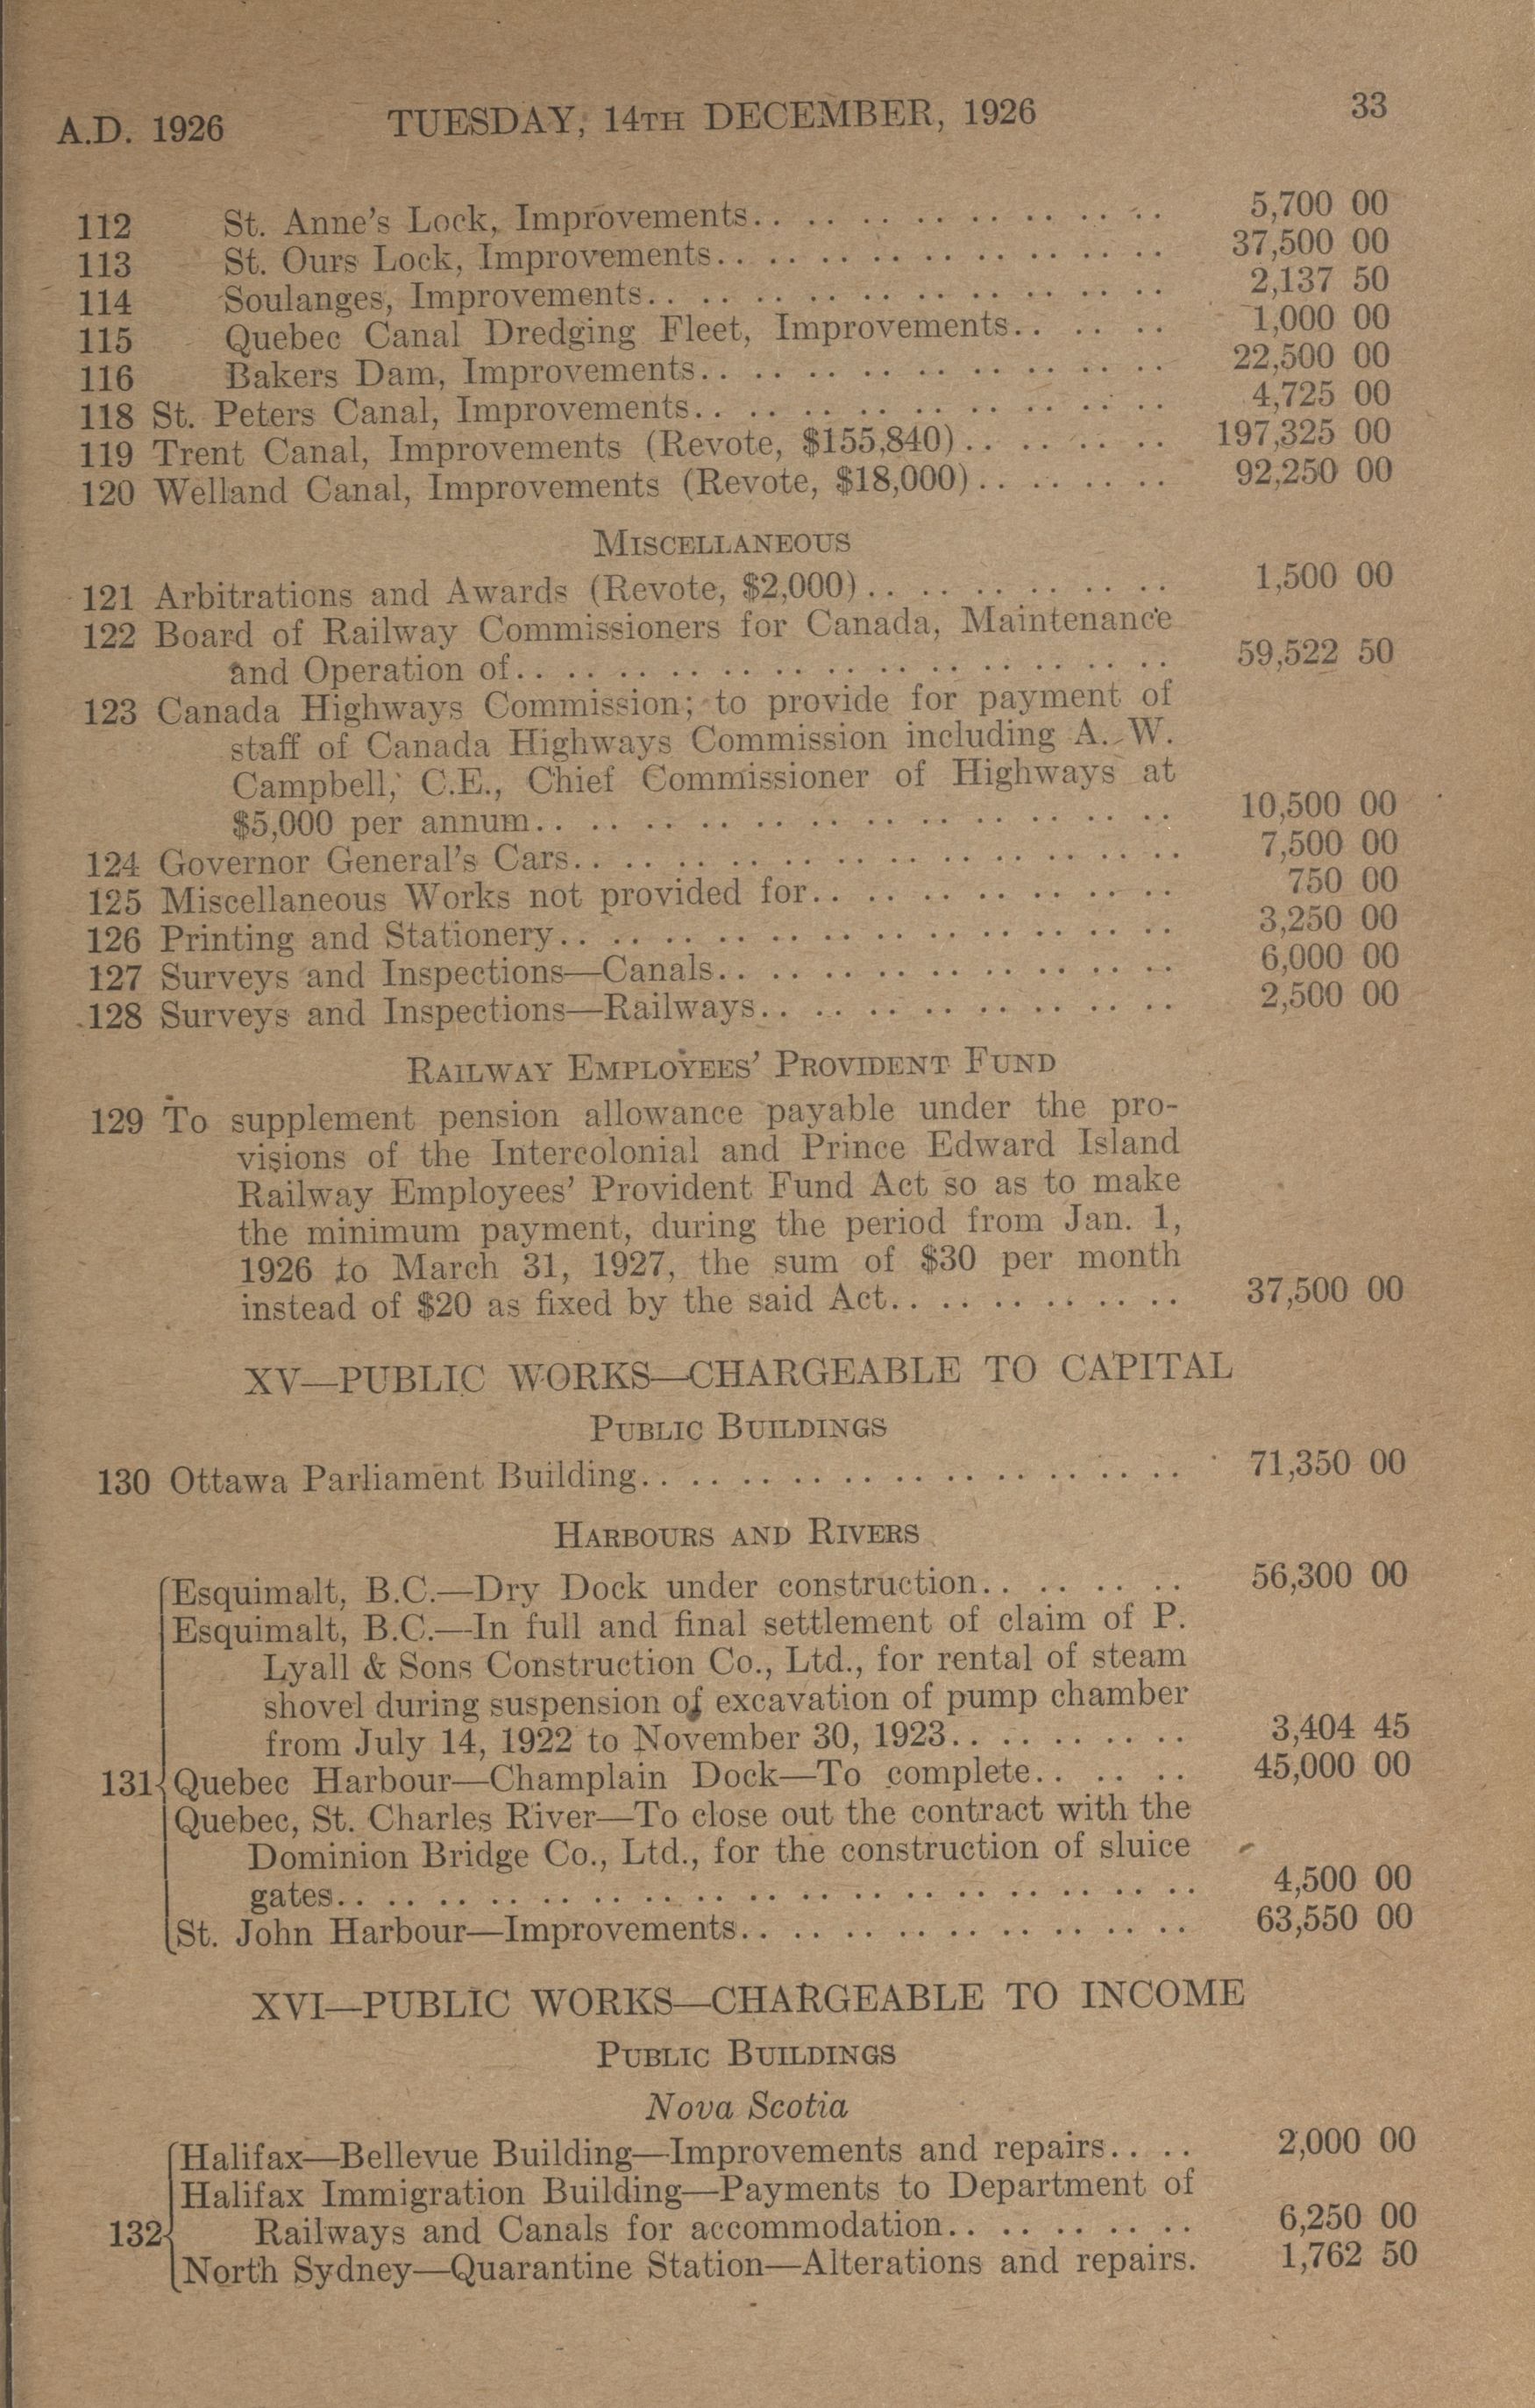 A.D. 1926 TUESDAY, 14TH DECEMBER, 1926 33
112 St. Anne's Lock, Improvements.. .. .. .. .. .. .. .. 5,700 00
113 St. Ours Lock, Improvements.. .. .. .. .. .. .. .. .. 37,500 00
114 Soulanges, Improvements.. .. .. .. .. .. .. .. .. .. 2,137 50
115 Quebec Canal Dredging Fleet, Improvements.. .. .. .. 1,000 00
116 Bakers Dam, Improvements.. .. .. .. .. .. .. .. .. 22,500 00
118 St. Peters Canal, Improvements.. .. .. .. .. .. .. .. .. 4,725 00
119 Trent Canal, Improvements (Revote, $155,840).. .. .. .. 197,325 00
120 Welland Canal, Improvements (Revote, $18,000).. .. .. .. 92,250 00
MISCELLANEOUS
121 Arbitrations and Awards (Revote, $2,000).. .. .. .. .. .. 1,500 00
122 Board of Railway Commissioners for Canada, Maintenance
and Operation of.. .. .. .. .. .. .. .. .. .. .. .. .. 59,522 50
123 Canada Highways Commission; to provide for payment of
staff of Canada Highways Commission including A. W.
Campbell, C.E., Chief Commissioner of Highways at
$5,000 per annum.. .. .. .. .. .. .. .. .. .. .. .. 10,500 00
124 Governor General's Cars.. .. .. .. .. .. .. .. .. .. .. .. 7,500 00
125 Miscellaneous Works not provided for.. .. .. .. .. .. .. 750 00
126 Printing and Stationery.. .. .. .. .. .. .. .. .. .. .. .. 3,250 00
127 Surveys and Inspections—Canals.. .. .. .. .. .. .. .. .. 6,000 00
128 Surveys and Inspections—Railways.. .. .. .. .. .. .. .. 2,500 00
RAILWAY EMPLOYEES' PROVIDENT FUND
129 To supplement pension allowance payable under the pro-
visions of the Intercolonial and Prince Edward Island
Railway Employees' Provident Fund Act so as to make
the minimum payment, during the period from Jan. 1,
1926 to March 31, 1927, the sum of $30 per month
instead of $20 as fixed by the said Act.. .. .. .. .. .. 37,500 00
XV—PUBLIC WORKS—CHARGEABLE TO CAPITAL
PUBLIC BUILDINGS
130 Ottawa Parliament Building.. .. .. .. .. .. .. .. .. .. .. 71,350 00
HARBOURS AND RIVERS
Esquimalt, B.C.—Dry Dock under construction.. .. .. .. 56,300 00
Esquimalt, B.C.—In full and final settlement of claim of P.
Lyall & Sons Construction Co., Ltd., for rental of steam
shovel during suspension of excavation of pump chamber
from July 14, 1922 to November 30, 1923.. .. .. .. .. 3,404 45
131 Quebec Harbour—Champlain Dock—To complete.. .. .. 45,000 00
Quebec, St. Charles River—To close out the contract with the
Dominion Bridge Co., Ltd., for the construction of sluice
gates.. .. .. .. .. .. .. .. .. .. .. .. .. .. .. .. .. 4,500 00
St. John Harbour—Improvements.. .. .. .. .. .. .. .. .. 63,550 00
XVI—PUBLIC WORKS—CHARGEABLE TO INCOME
PUBLIC BUILDINGS
Nova Scotia
Halifax—Bellevue Building—Improvements and repairs.. .. 2,000 00
Halifax Immigration Building—Payments to Department of
132 Railways and Canals for accommodation.. .. .. .. .. 6,250 00
North Sydney—Quarantine Station—Alterations and repairs. 1,762 50